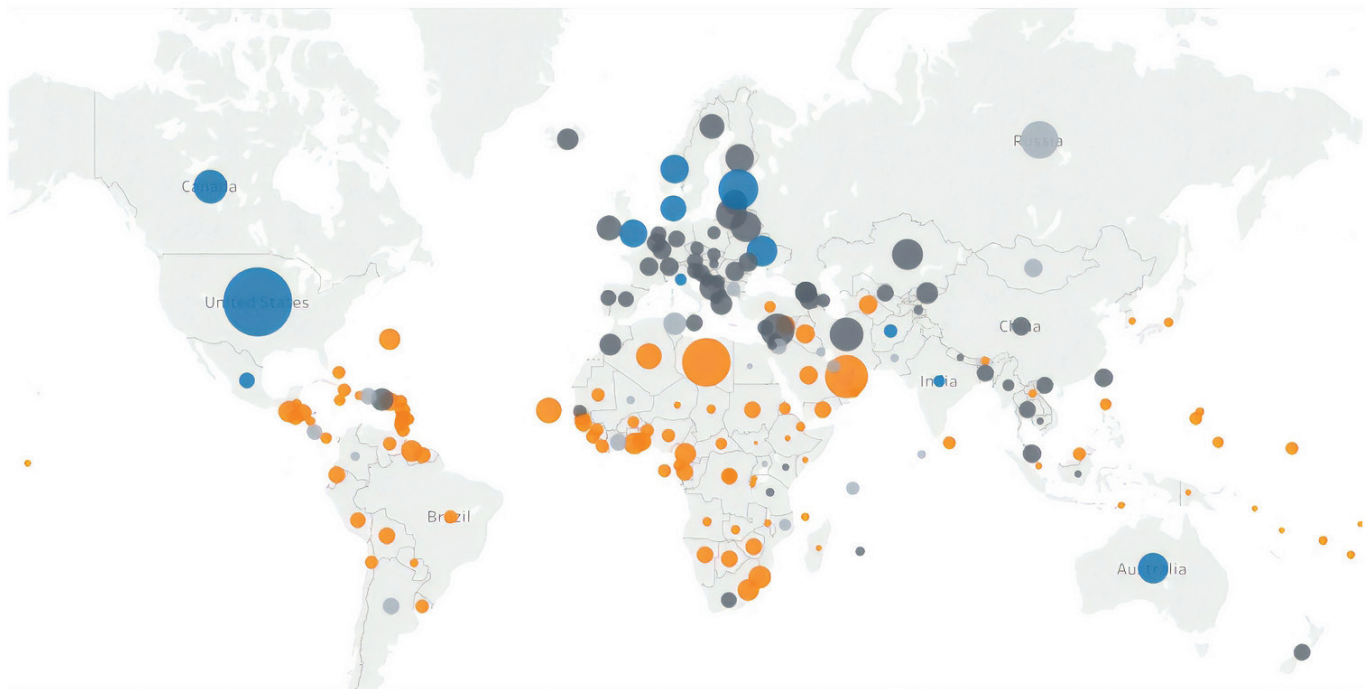 Russia
Canada
United States
China
India
Brazil
Australia